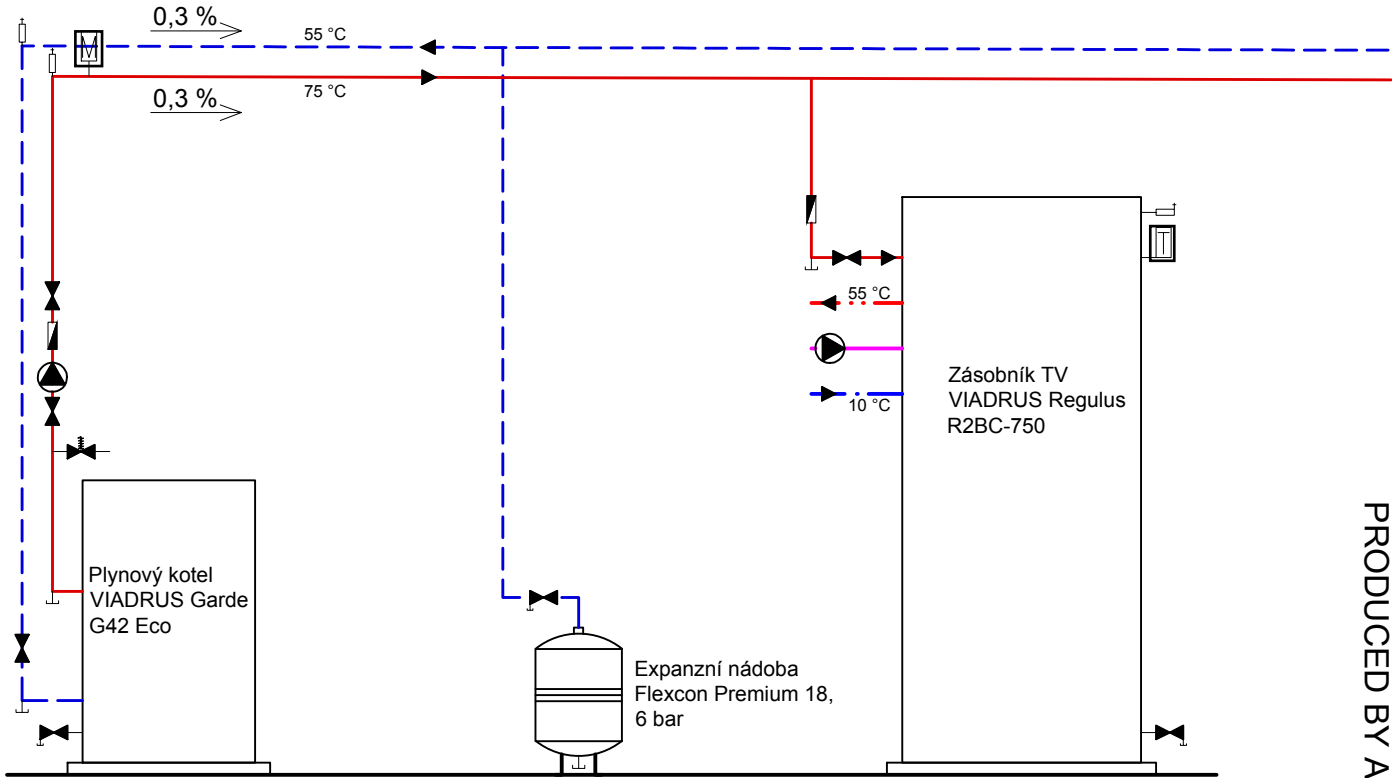 0,3 %
55 °C
75 °C
0,3 %
55 °C
10 °C
Zásobník TV
VIADRUS Regulus
R2BC-750
Plynový kotel
VIADRUS Garde
G42 Eco
Expanzní nádoba
Flexcon Premium 18,
6 bar
M
T
PRODUCED BY A